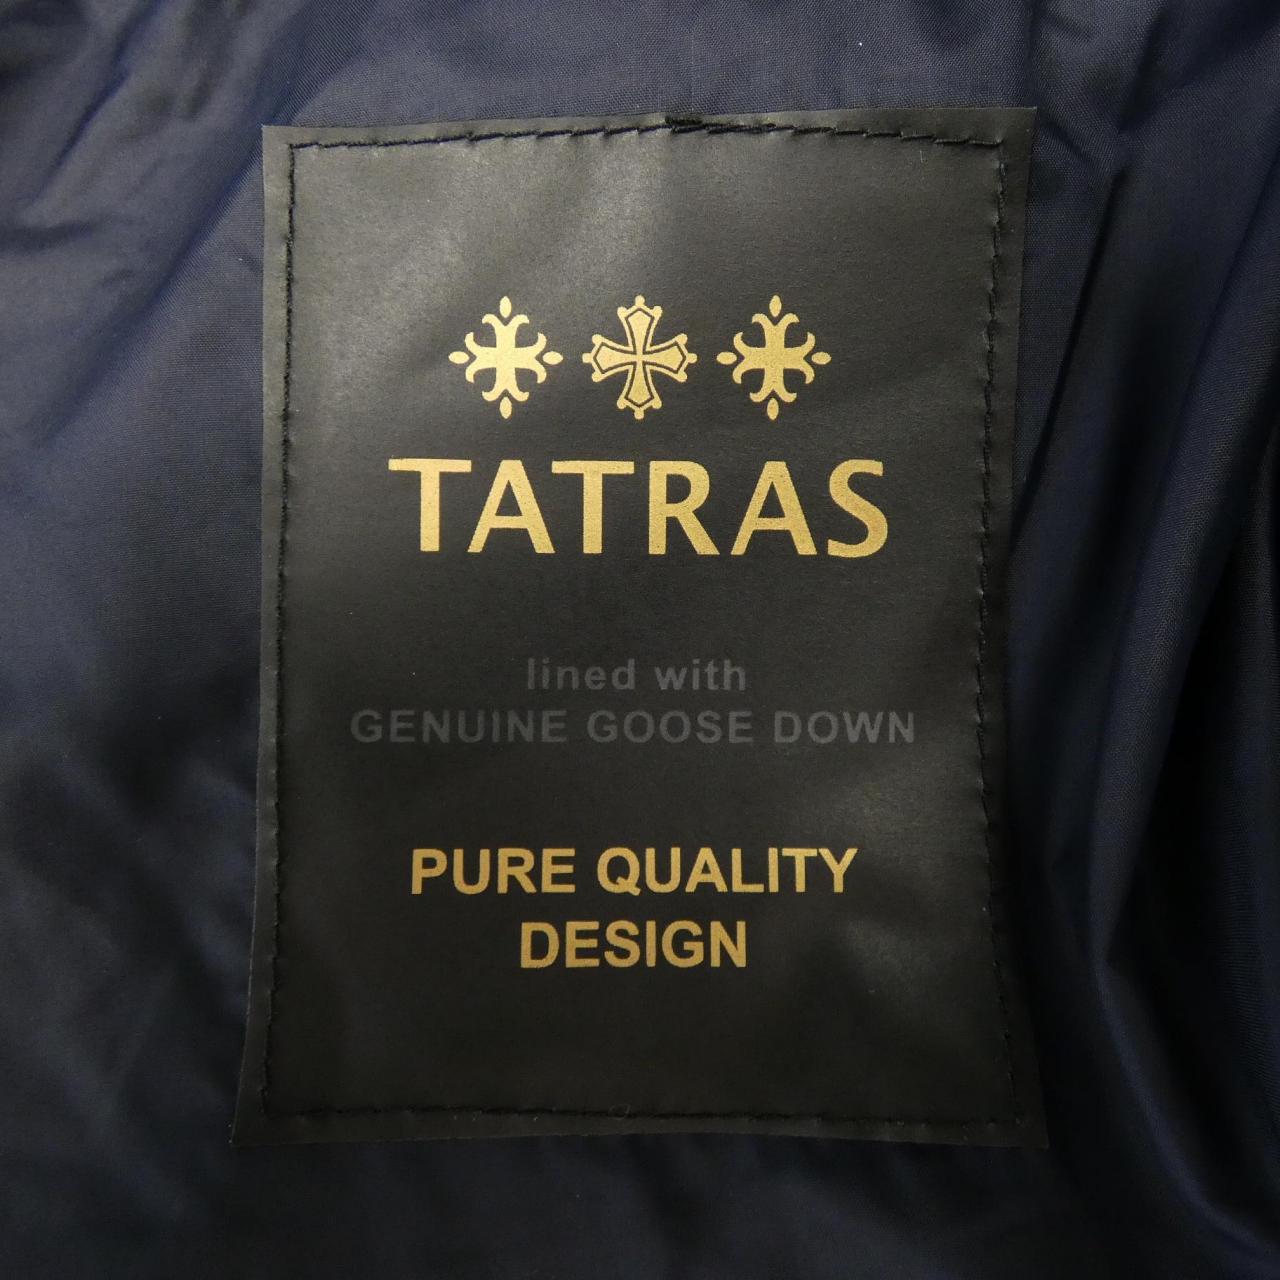 TATRAS
lined with
GENUINE GOOSE DOWN
PURE QUALITY
DESIGN